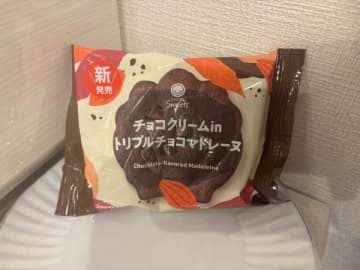 新
発売
Sweets
チョコクリームin
トリプルチョコマドレーヌ
Chocolate-flavored Madeleine